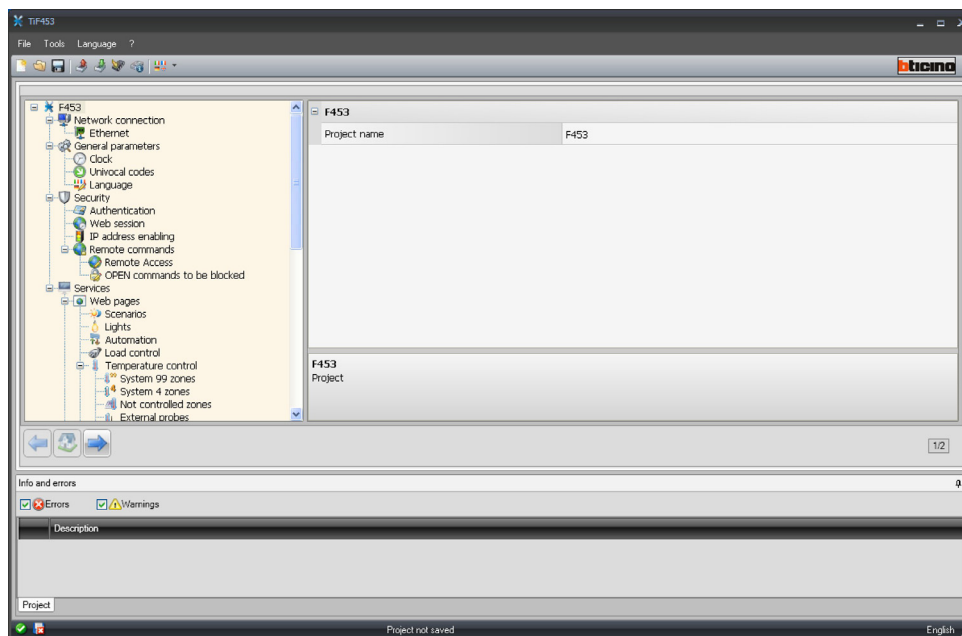 TiF453
File Tools Language ?
bticino
F453
Network connection
Ethernet
General parameters
Clock
Univocal codes
Language
Security
Authentication
Web session
IP address enabling
Remote commands
Remote Access
OPEN commands to be blocked
Services
Web pages
Scenarios
Lights
Automation
Load control
Temperature control
System 99 zones
System 4 zones
Not controlled zones
External probes
F453
Project name F453
F453
Project
1/2
Info and errors
Errors Warnings
Description
Project
Project not saved English